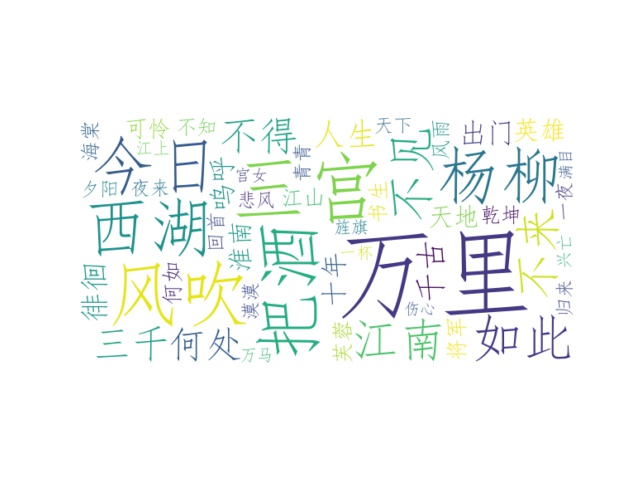 今日
西湖
风吹
三宫
把酒
万里
不见
杨柳
不来
如此
江南
何处
三千
徘徊
不得
呜呼
人生
出门
英雄
天下
风雨
可怜
不知
江上
海棠
夕阳
夜来
回首
宫女
悲风
青青
江山
书生
天地
乾坤
一夜
满目
淮南
旌旗
一杯
千古
兴亡
归来
何如
漠漠
十年
伤心
芙蓉
将军
万马